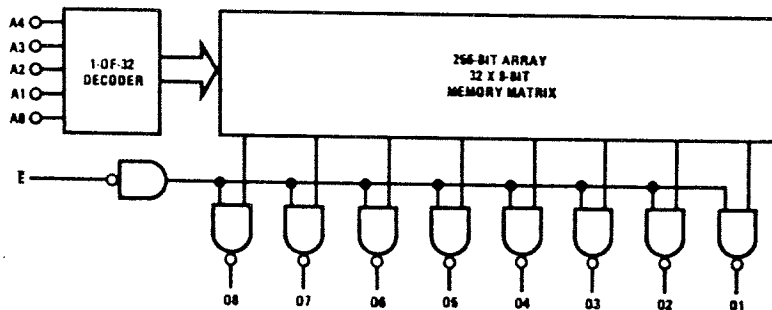 A4
A3
A2
A1
A0
1-OF-32
DECODER
256-BIT ARRAY
32 X 8-BIT
MEMORY MATRIX
E
O8
O7
O6
O5
O4
O3
O2
O1